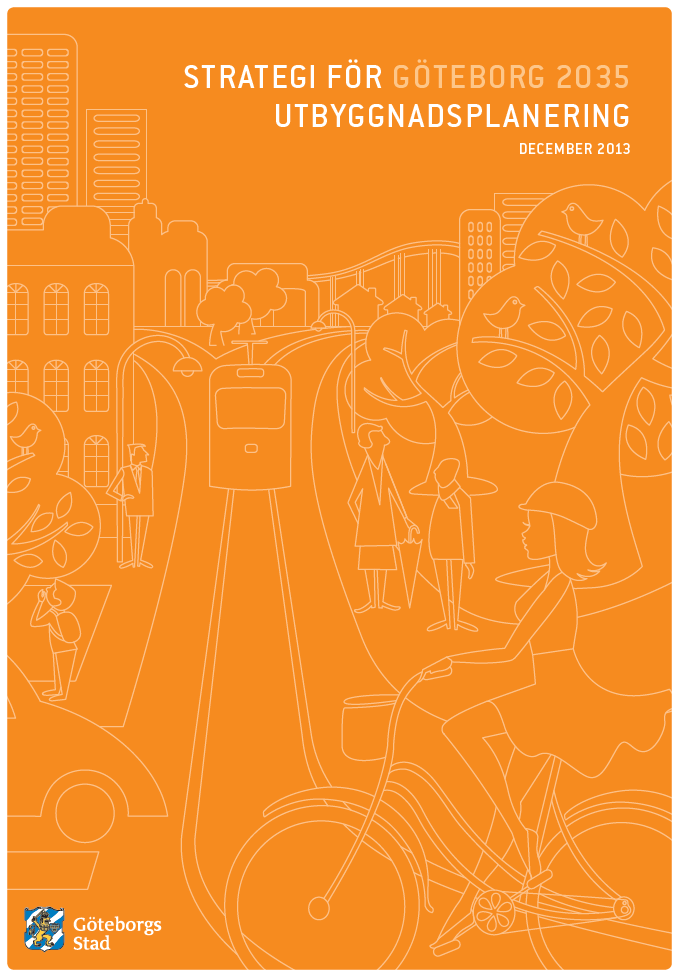 STRATEGI FÖR GÖTEBORG 2035
UTBYGGNADSPLANERING
DECEMBER 2013
Göteborgs
Stad